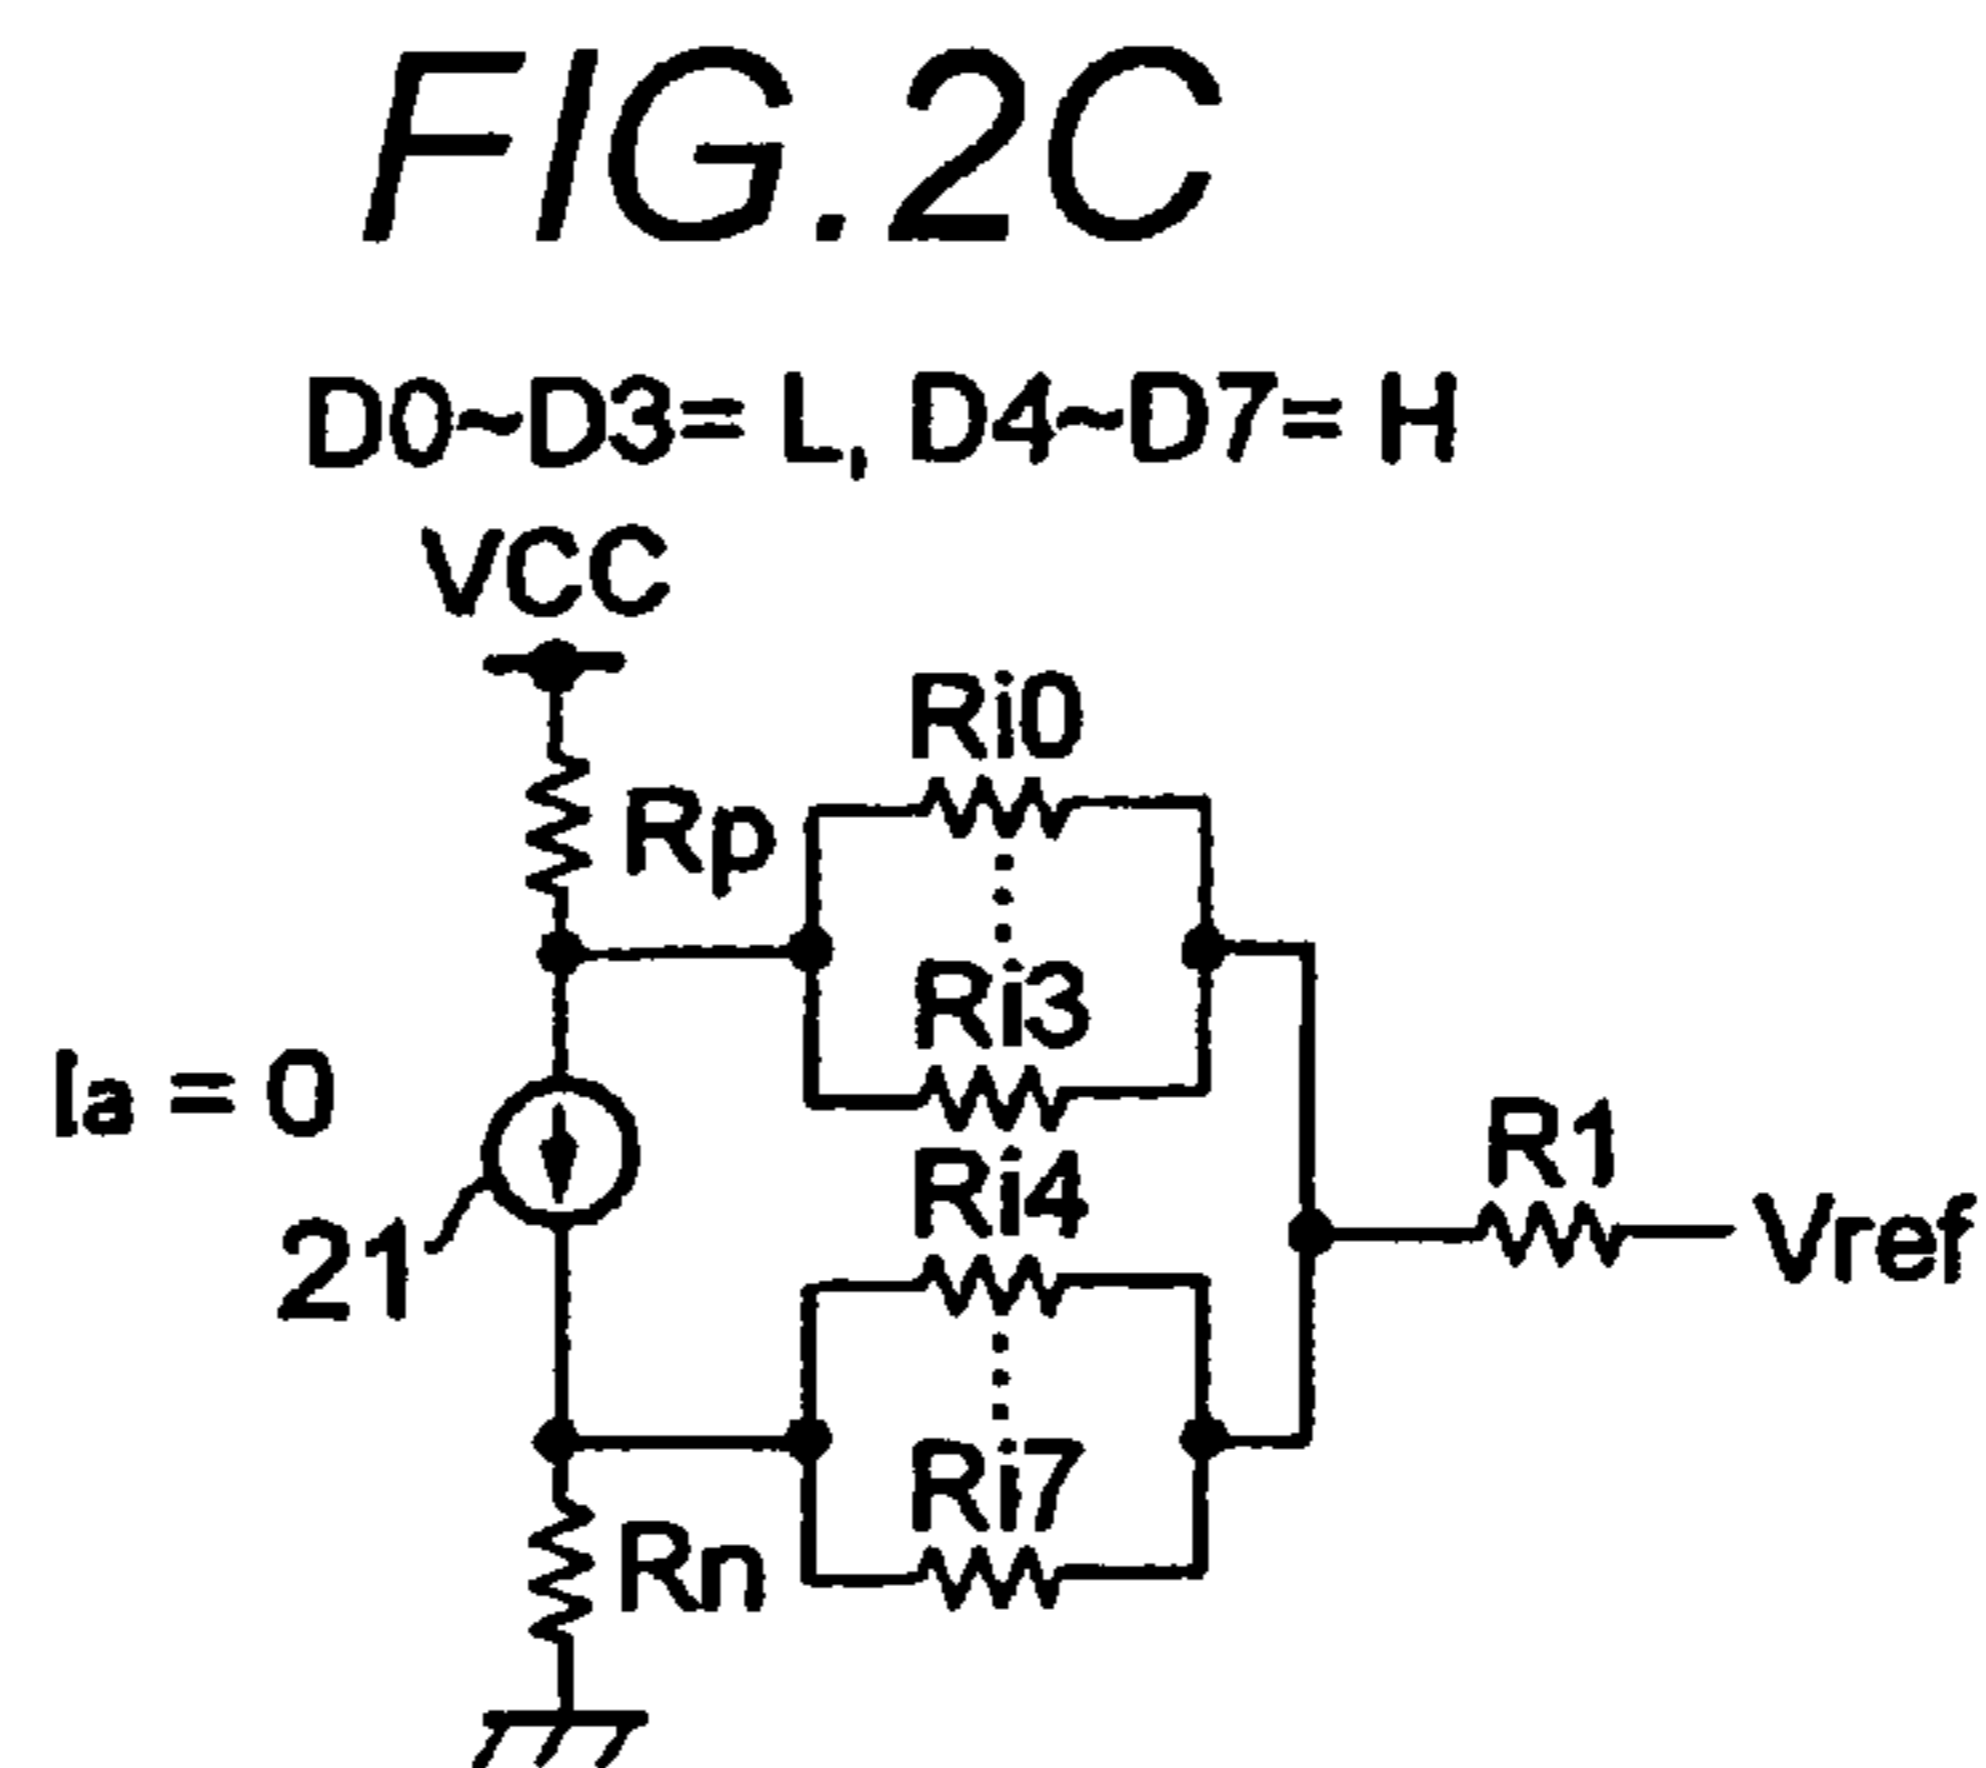 FIG.2C
D0~D3= L, D4~D7= H
VCC
Ri0
Rp
Ri3
Ia = 0
R1
Ri4
Vref
21
Ri7
Rn